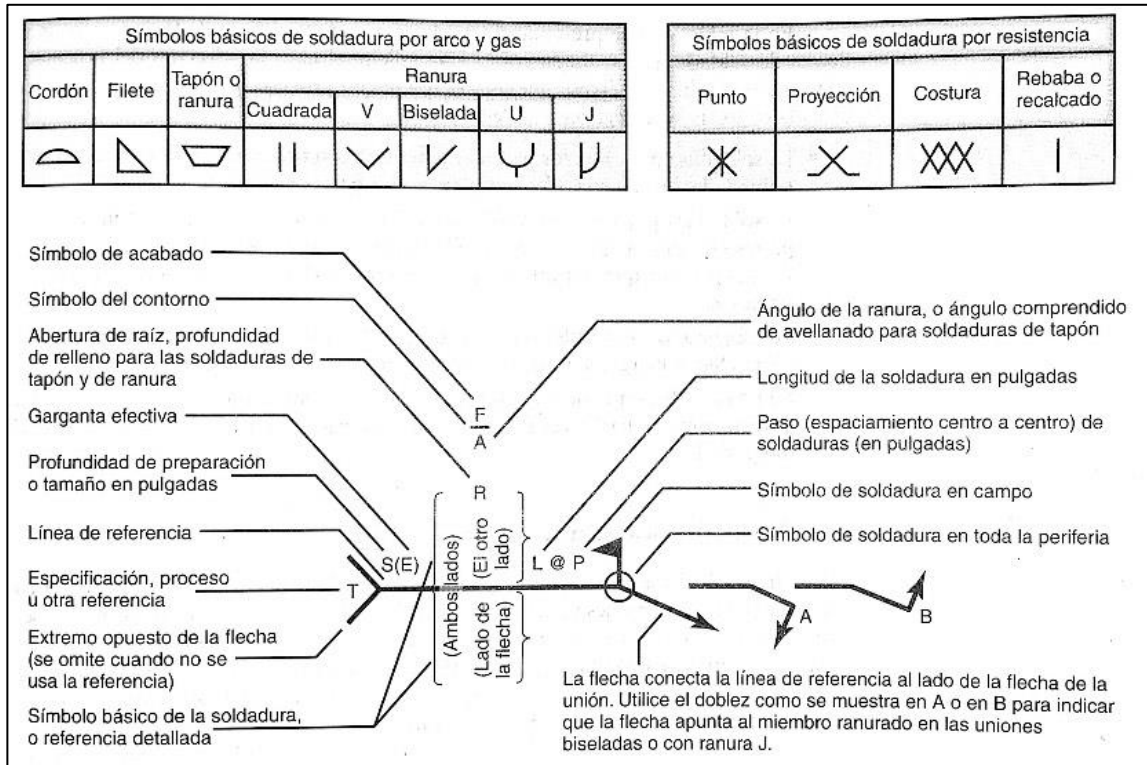 Símbolos básicos de soldadura por arco y gas
Cordón
Filete
Tapón o
ranura
Ranura
Cuadrada
V
Biselada
U
J
Símbolos básicos de soldadura por resistencia
Punto
Proyección
Costura
Rebaba o
recalcado
Símbolo de acabado
Símbolo del contorno
Abertura de raíz, profundidad
de relleno para las soldaduras de
tapón y de ranura
Garganta efectiva
Profundidad de preparación
o tamaño en pulgadas
Línea de referencia
Especificación, proceso
ú otra referencia
Extremo opuesto de la flecha
(se omite cuando no se
usa la referencia)
Símbolo básico de la soldadura,
o referencia detallada
F
A
R
S(E)
T
(Ambos lados)
(El otro
lado)
(Lado de
la flecha)
L @ P
Ángulo de la ranura, o ángulo comprendido
de avellanado para soldaduras de tapón
Longitud de la soldadura en pulgadas
Paso (espaciamiento centro a centro) de
soldaduras (en pulgadas)
Símbolo de soldadura en campo
Símbolo de soldadura en toda la periferia
A
B
La flecha conecta la línea de referencia al lado de la flecha de la
unión. Utilice el doblez como se muestra en A o en B para indicar
que la flecha apunta al miembro ranurado en las uniones
biseladas o con ranura J.